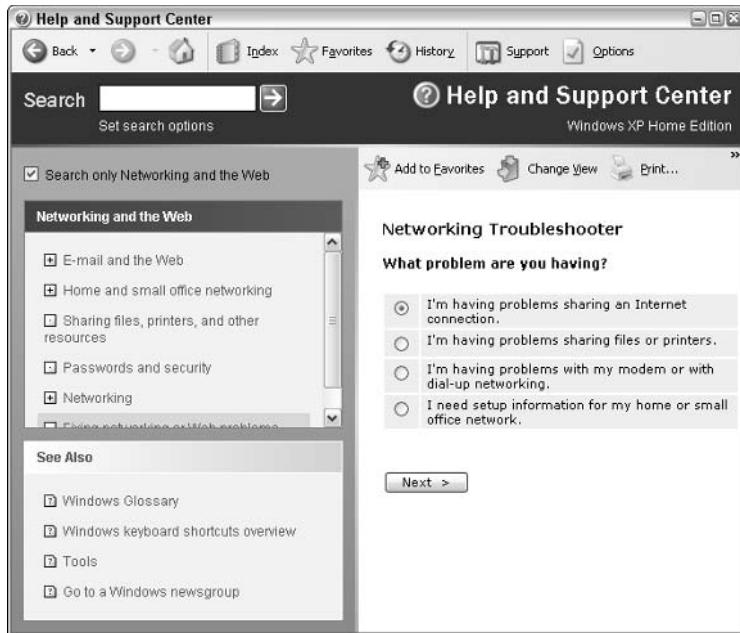 Help and Support Center
Back
Index
Favorites
History
Support
Options
Search
Set search options
Help and Support Center
Windows XP Home Edition
Search only Networking and the Web
Networking and the Web
E-mail and the Web
Home and small office networking
Sharing files, printers, and other
resources
Passwords and security
Networking
Fixing networking or Web problems
See Also
Windows Glossary
Windows keyboard shortcuts overview
Tools
Go to a Windows newsgroup
Add to Favorites
Change View
Print...
Networking Troubleshooter
What problem are you having?
I'm having problems sharing an Internet
connection.
I'm having problems sharing files or printers.
I'm having problems with my modem or with
dial-up networking.
I need setup information for my home or small
office network.
Next >